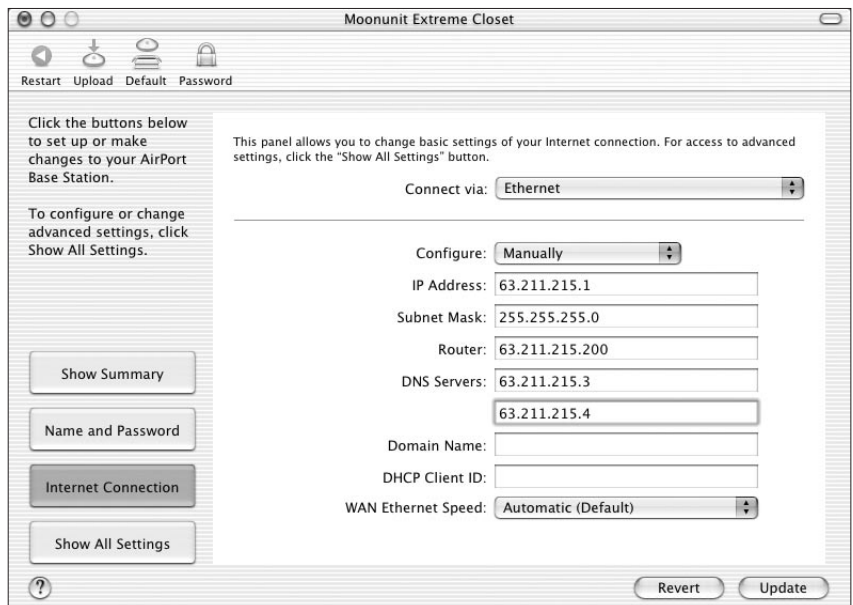 Moonunit Extreme Closet
Restart Upload Default Password
Click the buttons below
to set up or make
changes to your AirPort
Base Station.
To configure or change
advanced settings, click
Show All Settings.
Show Summary
Name and Password
Internet Connection
Show All Settings
This panel allows you to change basic settings of your Internet connection. For access to advanced
settings, click the “Show All Settings” button.
Connect via: Ethernet
Configure: Manually
IP Address: 63.211.215.1
Subnet Mask: 255.255.255.0
Router: 63.211.215.200
DNS Servers: 63.211.215.3
63.211.215.4
Domain Name:
DHCP Client ID:
WAN Ethernet Speed: Automatic (Default)
? Revert Update